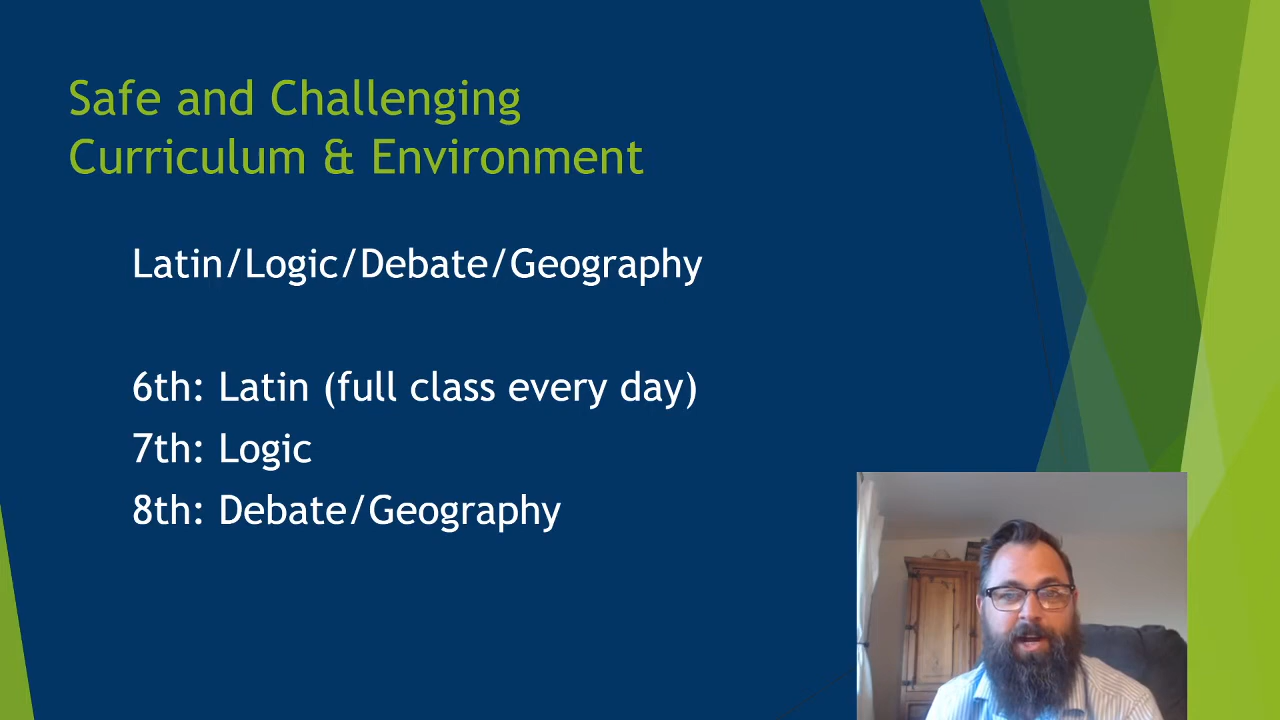 Safe and Challenging
Curriculum & Environment
Latin/Logic/Debate/Geography
6th: Latin (full class every day)
7th: Logic
8th: Debate/Geography